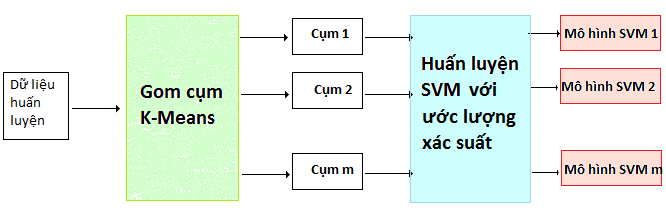 Dữ liệu
huấn
luyện
Gom cụm
K-Means
Cụm 1
Cụm 2
Cụm m
Huấn luyện
SVM với
ước lượng
xác suất
Mô hình SVM 1
Mô hình SVM 2
Mô hình SVM m